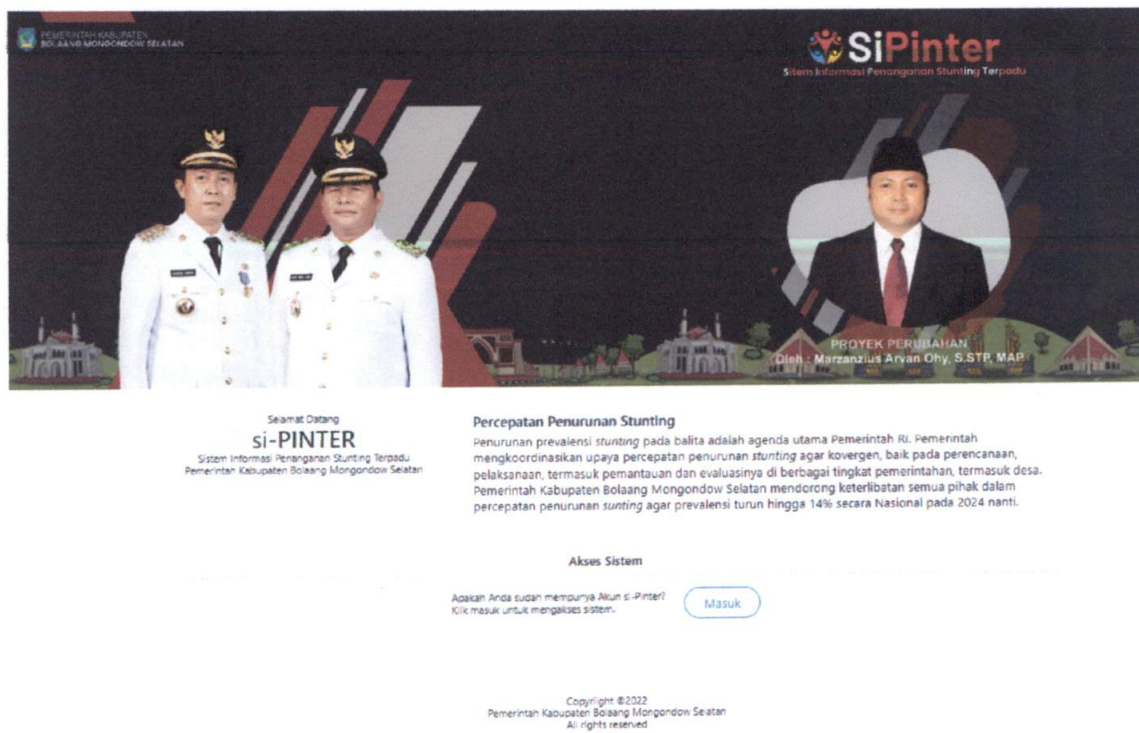 PEMERINTAH KABUPATEN
BOLAANG MONGONDOW SELATAN
SiPinter
Sitem Informasi Penanganan Stunting Terpadu
PROYEK PERUBAHAN
Oleh : Marzanzius Arvan Ohy, S.STP, MAP
Selamat Datang
si-PINTER
Sistem Informasi Penanganan Stunting Terpadu
Pemerintah Kabupaten Bolaang Mongondow Selatan
Percepatan Penurunan Stunting
Penurunan prevalensi stunting pada balita adalah agenda utama Pemerintah RI. Pemerintah
mengkoordinasikan upaya percepatan penurunan stunting agar kovergen, baik pada perencanaan,
pelaksanaan, termasuk pemantauan dan evaluasinya di berbagai tingkat pemerintahan, termasuk desa.
Pemerintah Kabupaten Bolaang Mongondow Selatan mendorong keterlibatan semua pihak dalam
percepatan penurunan sunting agar prevalensi turun hingga 14% secara Nasional pada 2024 nanti.
Akses Sistem
Apakah Anda sudah mempunya Akun si-Pinter?
Klik masuk untuk mengakses sistem.
Masuk
Copyright ©2022
Pemerintah Kabupaten Bolaang Mongondow Selatan
All rights reserved